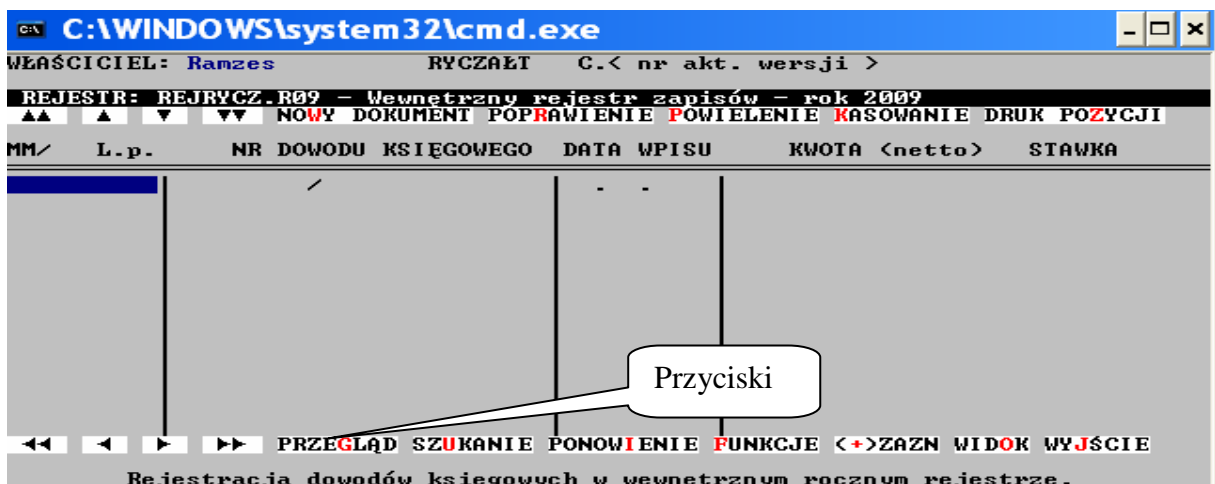 C:\WINDOWS\system32\cmd.exe
WŁAŚCICIEL: Ramzes RYCZAŁT C.< nr akt. wersji >
REJESTR: REJRYCZ.R09 – Wewnętrzny rejestr zapisów – rok 2009
NOWY DOKUMENT POPRAWIENIE POWIELENIE KASOWANIE DRUK POZYCJI
MM/ L.p. NR DOWODU KSIĘGOWEGO DATA WPISU KWOTA <netto> STAWKA
/ - -
Przyciski
PRZEGLĄD SZUKANIE PONOWIENIE FUNKCJE <+>ZAZN WIDOK WYJŚCIE
Rejestracja dowodów księgowych w wewnętrznym rocznym rejestrze.